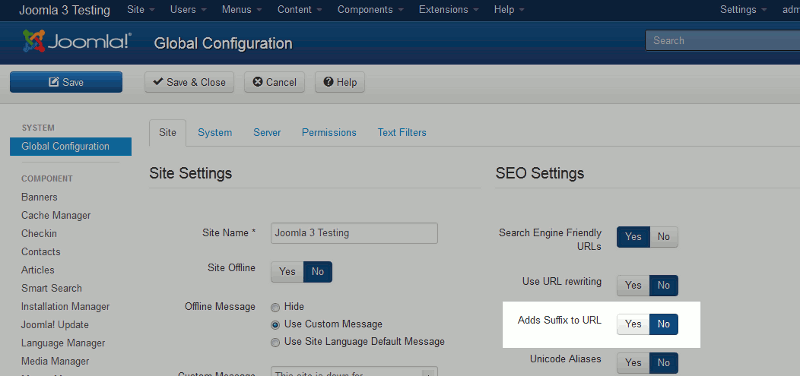 Joomla 3 Testing Site Users Menus Content Components Extensions Help Settings adm
Joomla! Global Configuration Search
Save Save & Close Cancel Help
SYSTEM
Global Configuration
COMPONENT
Banners
Cache Manager
Checkin
Contacts
Articles
Smart Search
Installation Manager
Joomla! Update
Language Manager
Media Manager
Site System Server Permissions Text Filters
Site Settings
Site Name * Joomla 3 Testing
Site Offline Yes No
Offline Message Hide
Use Custom Message
Use Site Language Default Message
Custom Message This site is down for
SEO Settings
Search Engine Friendly Yes No
URLs
Use URL rewriting Yes No
Adds Suffix to URL Yes No
Unicode Aliases Yes No